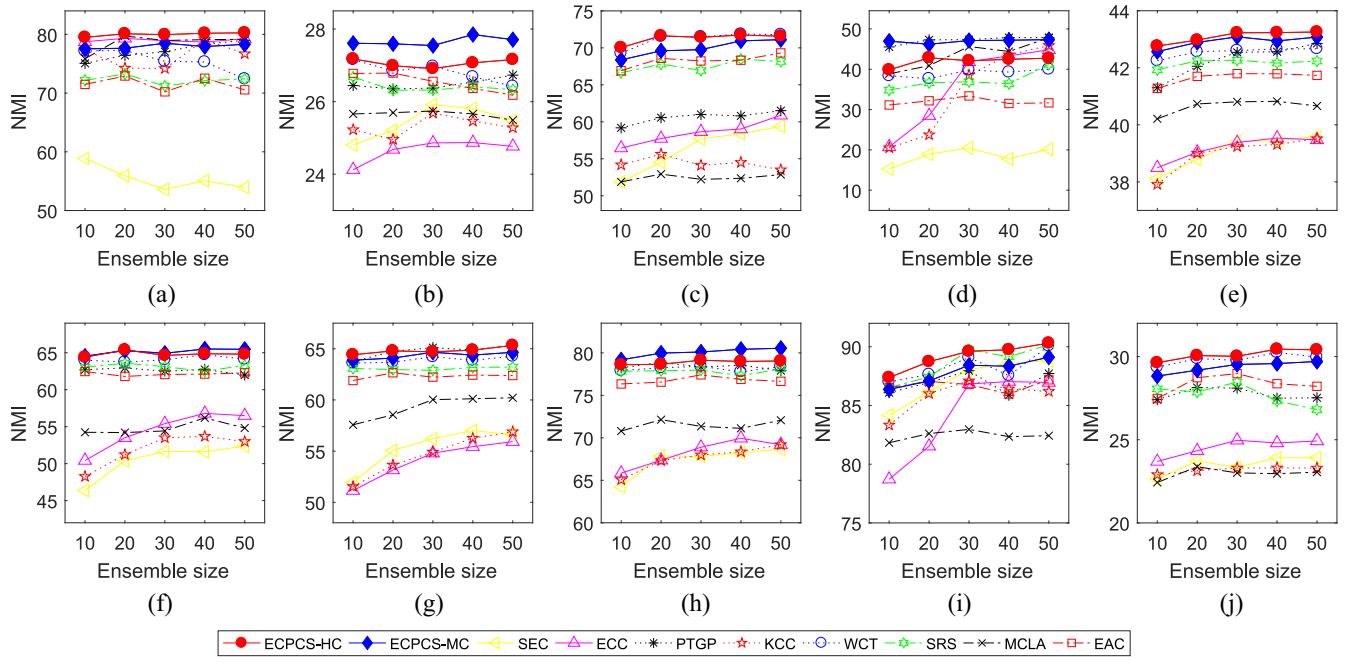 80
70
60
50
NMI
10 20 30 40 50
Ensemble size
(a)
28
26
24
NMI
10 20 30 40 50
Ensemble size
(b)
75
70
65
60
55
50
NMI
10 20 30 40 50
Ensemble size
(c)
50
40
30
20
10
NMI
10 20 30 40 50
Ensemble size
(d)
44
42
40
38
NMI
10 20 30 40 50
Ensemble size
(e)
65
60
55
50
45
NMI
10 20 30 40 50
Ensemble size
(f)
65
60
55
50
NMI
10 20 30 40 50
Ensemble size
(g)
80
75
70
65
60
NMI
10 20 30 40 50
Ensemble size
(h)
90
85
80
75
NMI
10 20 30 40 50
Ensemble size
(i)
30
25
20
NMI
10 20 30 40 50
Ensemble size
(j)
ECPCS-HC ECPCS-MC SEC ECC PTGP KCC WCT SRS MCLA EAC